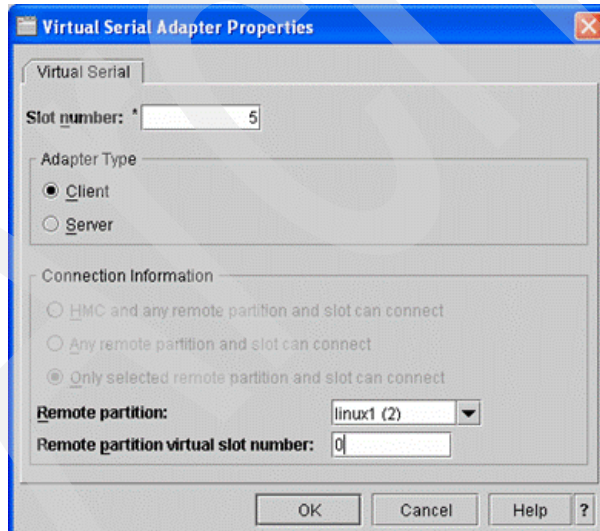 Virtual Serial Adapter Properties
Virtual Serial
Slot number: * 5
Adapter Type
Client
Server
Connection Information
HMC and any remote partition and slot can connect
Any remote partition and slot can connect
Only selected remote partition and slot can connect
Remote partition: linux1 (2)
Remote partition virtual slot number: 0
OK Cancel Help ?